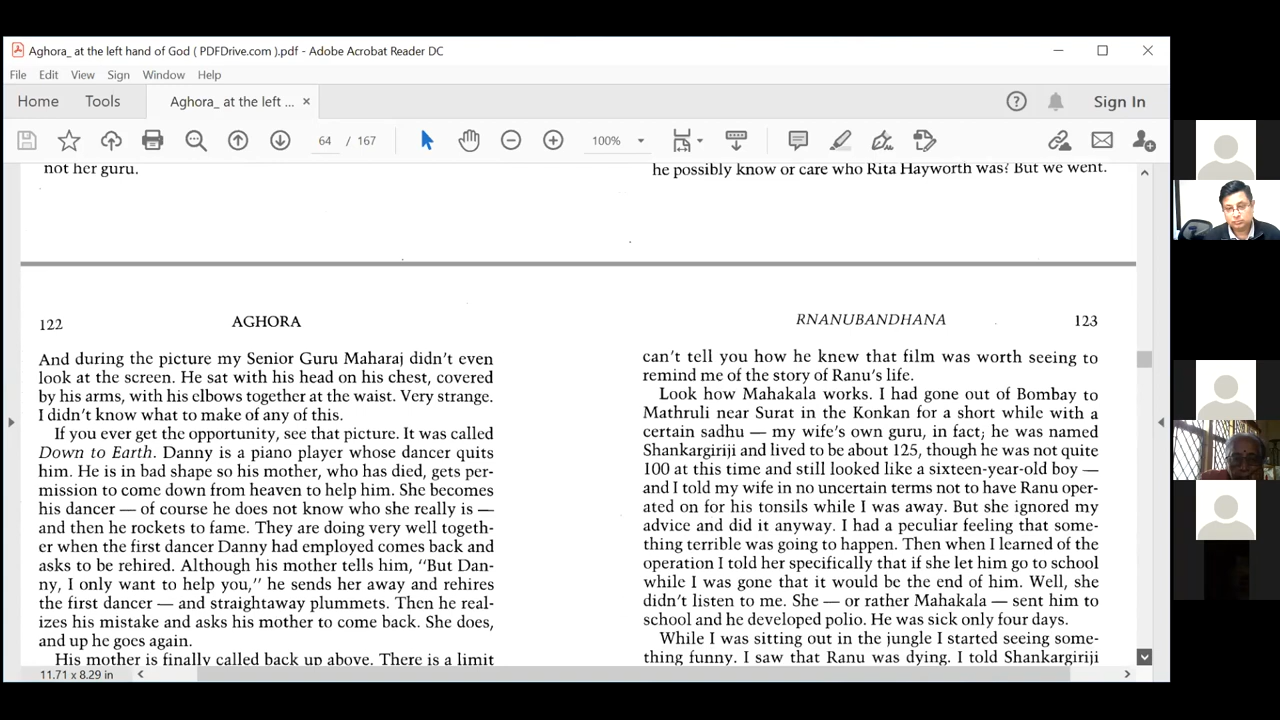 Aghora_ at the left hand of God ( PDFDrive.com ).pdf - Adobe Acrobat Reader DC
File Edit View Sign Window Help
Home Tools Aghora_ at the left ... × Sign In
64 / 167 100%
not her guru.
122 AGHORA
And during the picture my Senior Guru Maharaj didn't even
look at the screen. He sat with his head on his chest, covered
by his arms, with his elbows together at the waist. Very strange.
I didn't know what to make of any of this.
If you ever get the opportunity, see that picture. It was called
Down to Earth. Danny is a piano player whose dancer quits
him. He is in bad shape so his mother, who has died, gets per-
mission to come down from heaven to help him. She becomes
his dancer — of course he does not know who she really is —
and then he rockets to fame. They are doing very well togeth-
er when the first dancer Danny had employed comes back and
asks to be rehired. Although his mother tells him, "But Dan-
ny, I only want to help you," he sends her away and rehires
the first dancer — and straightaway plummets. Then he real-
izes his mistake and asks his mother to come back. She does,
and up he goes again.
His mother is finally called back up above. There is a limit
he possibly know or care who Rita Hayworth was? But we went.
RNANUBANDHANA 123
can't tell you how he knew that film was worth seeing to
remind me of the story of Ranu's life.
Look how Mahakala works. I had gone out of Bombay to
Mathruli near Surat in the Konkan for a short while with a
certain sadhu — my wife's own guru, in fact; he was named
Shankargiriji and lived to be about 125, though he was not quite
100 at this time and still looked like a sixteen-year-old boy —
and I told my wife in no uncertain terms not to have Ranu oper-
ated on for his tonsils while I was away. But she ignored my
advice and did it anyway. I had a peculiar feeling that some-
thing terrible was going to happen. Then when I learned of the
operation I told her specifically that if she let him go to school
while I was gone that it would be the end of him. Well, she
didn't listen to me. She — or rather Mahakala — sent him to
school and he developed polio. He was sick only four days.
While I was sitting out in the jungle I started seeing some-
thing funny. I saw that Ranu was dying. I told Shankargiriji
11.71 x 8.29 in